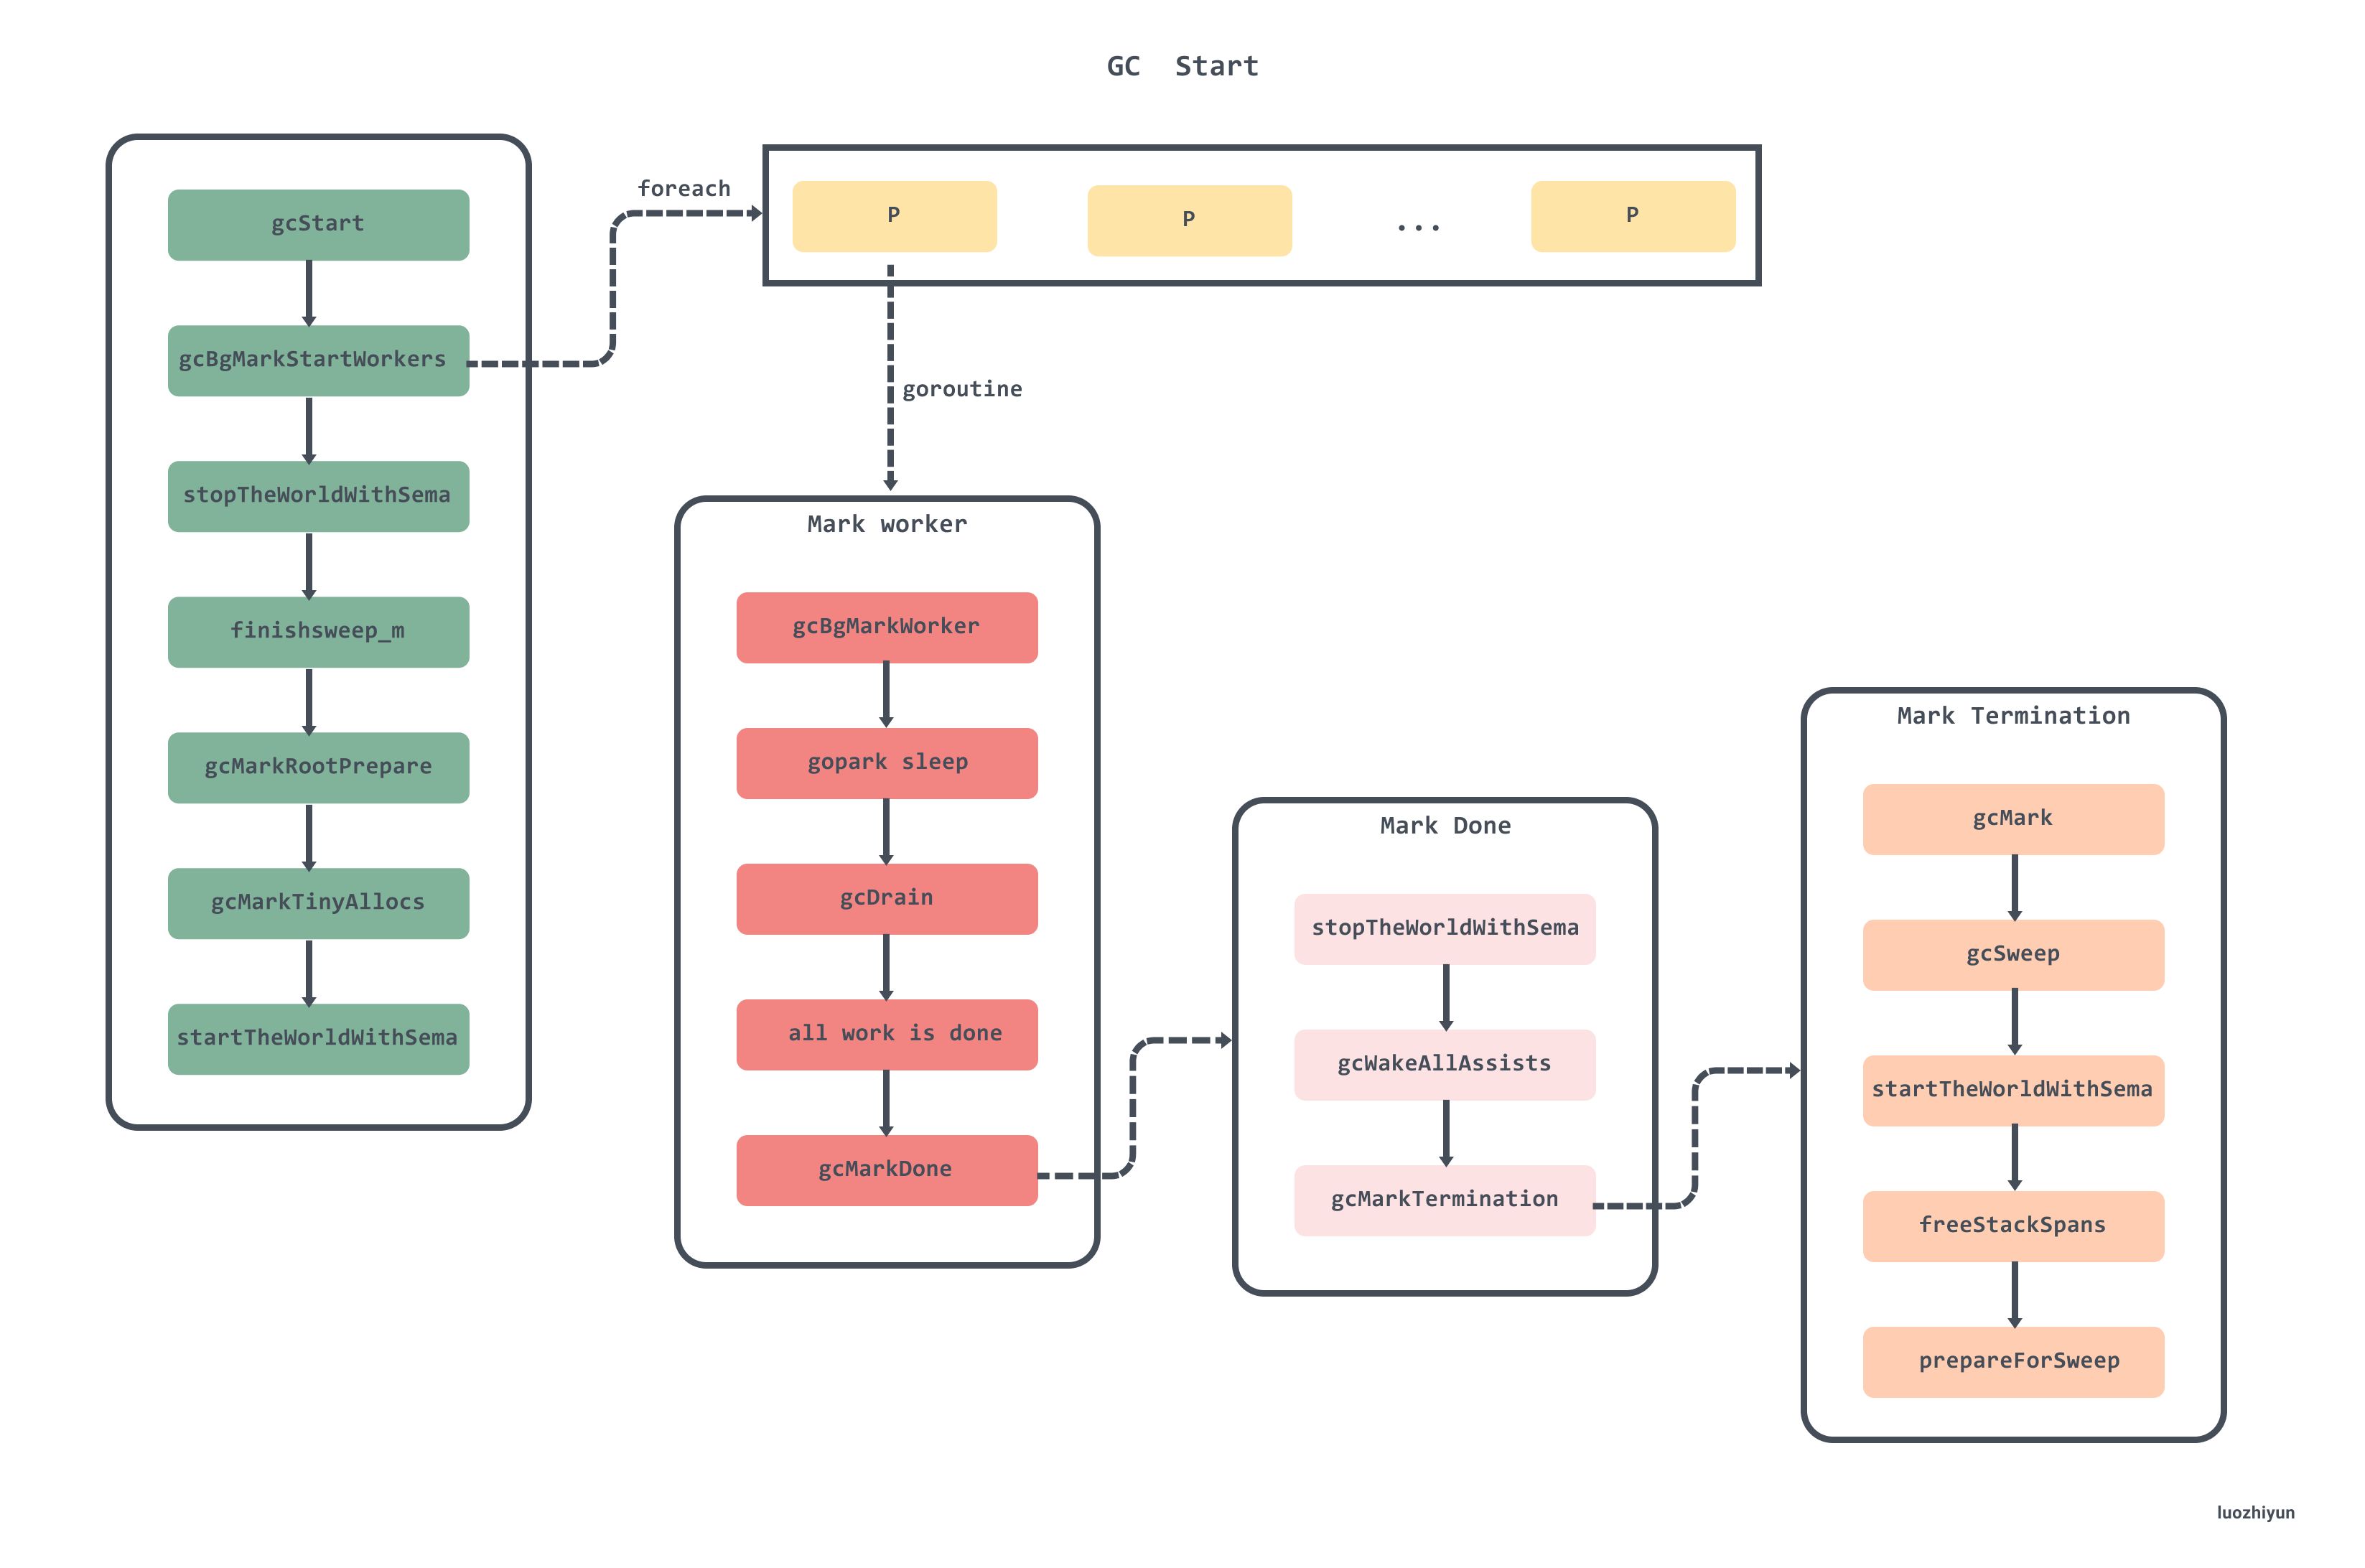 GC Start
gcStart
gcBgMarkStartWorkers
stopTheWorldWithSema
finishsweep_m
gcMarkRootPrepare
gcMarkTinyAllocs
startTheWorldWithSema
foreach
P
P
...
P
goroutine
Mark worker
gcBgMarkWorker
gopark sleep
gcDrain
all work is done
gcMarkDone
Mark Done
stopTheWorldWithSema
gcWakeAllAssists
gcMarkTermination
Mark Termination
gcMark
gcSweep
startTheWorldWithSema
freeStackSpans
prepareForSweep
luozhiyun